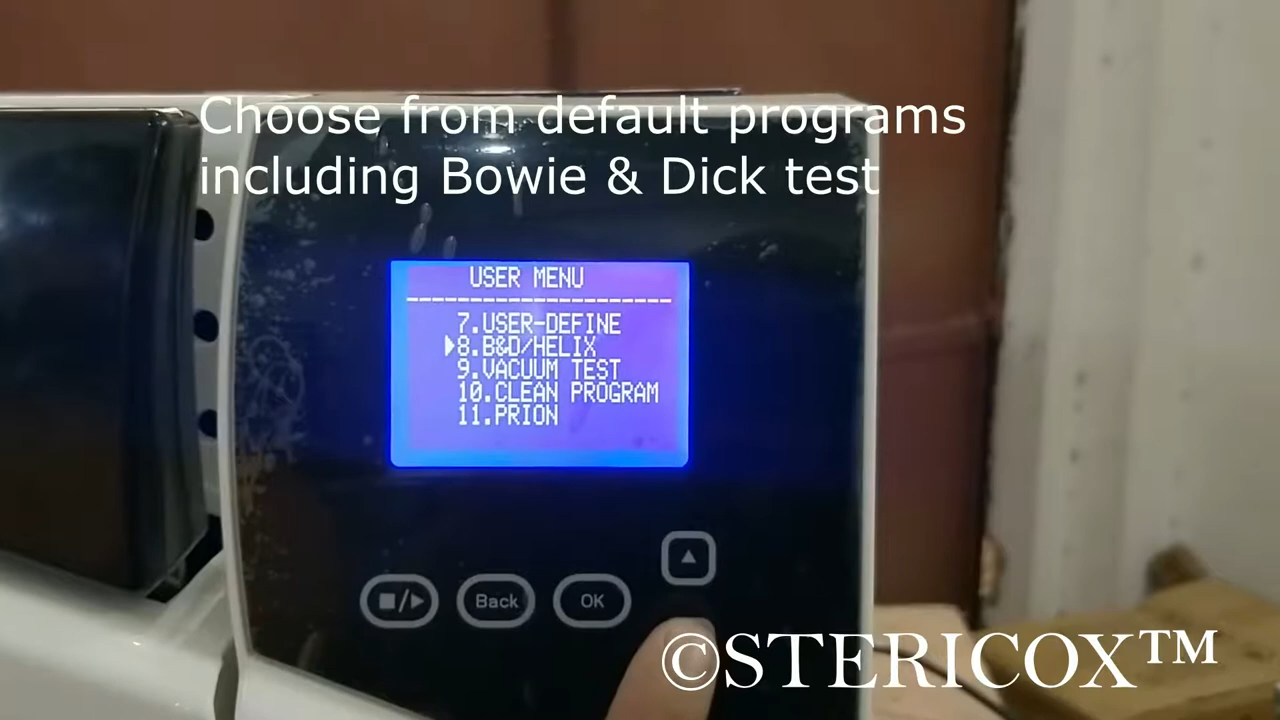 Choose from default programs
including Bowie & Dick test
USER MENU
7.USER-DEFINE
▶8.B&D/HELIX
9.VACUUM TEST
10.CLEAN PROGRAM
11.PRION
▲
■/▶ Back OK
©STERICOX™